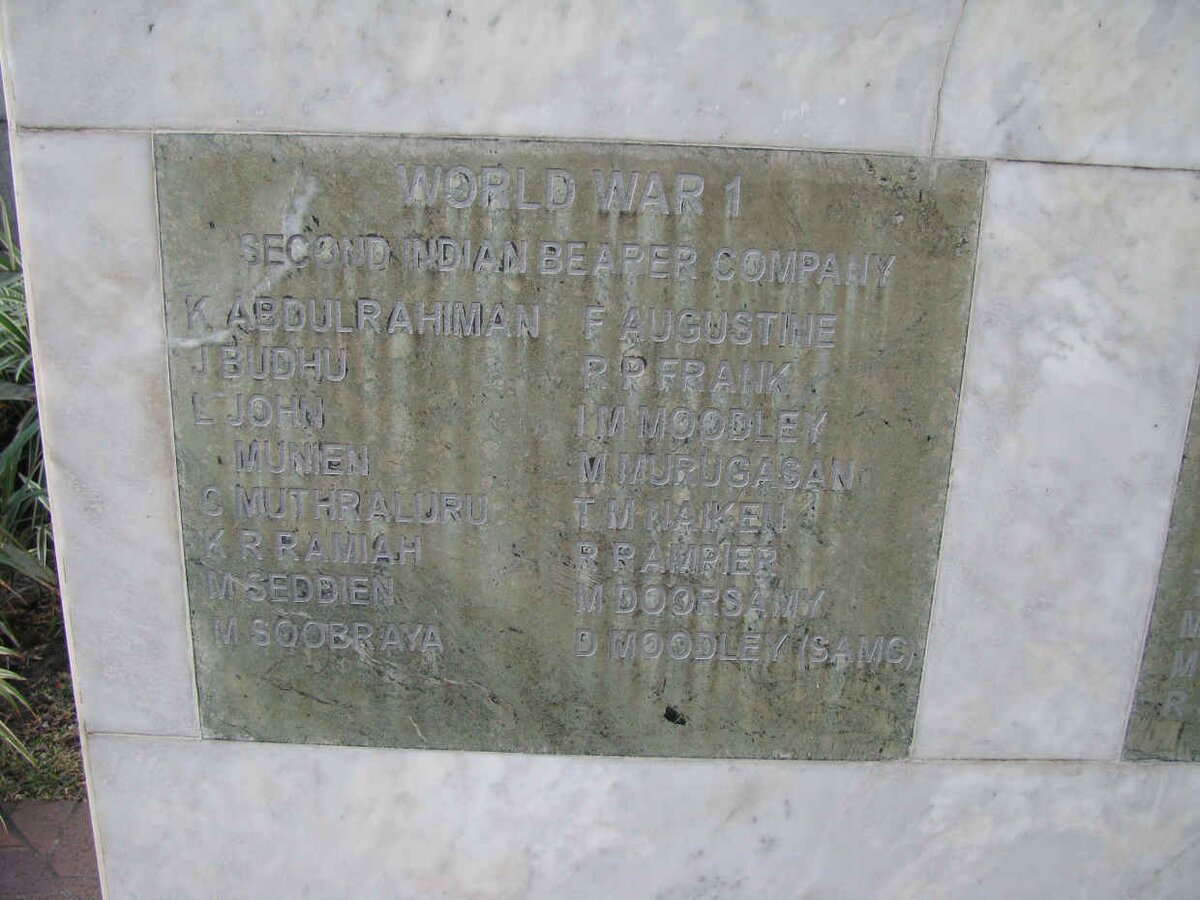 WORLD WAR 1
SECOND INDIAN BEARER COMPANY
K ABDULRAHIMAN
J BUDHU
L JOHN
MUNIEN
S MUTHRALURU
K R RAMIAH
M SEDDIEN
M SOOBRAYA
F AUGUSTINE
R R FRANK
I M MOODLEY
M MURUGASAN
T M NAIKEN
R RAMPIER
M DOORSAMY
D MOODLEY (SAMC)
M
M
R